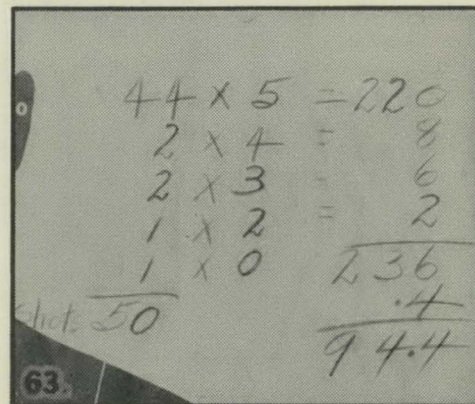 44 x 5 = 220
2 x 4 = 8
2 x 3 = 6
1 x 2 = 2
1 x 0 236
shots 50 .4
94.4
63.